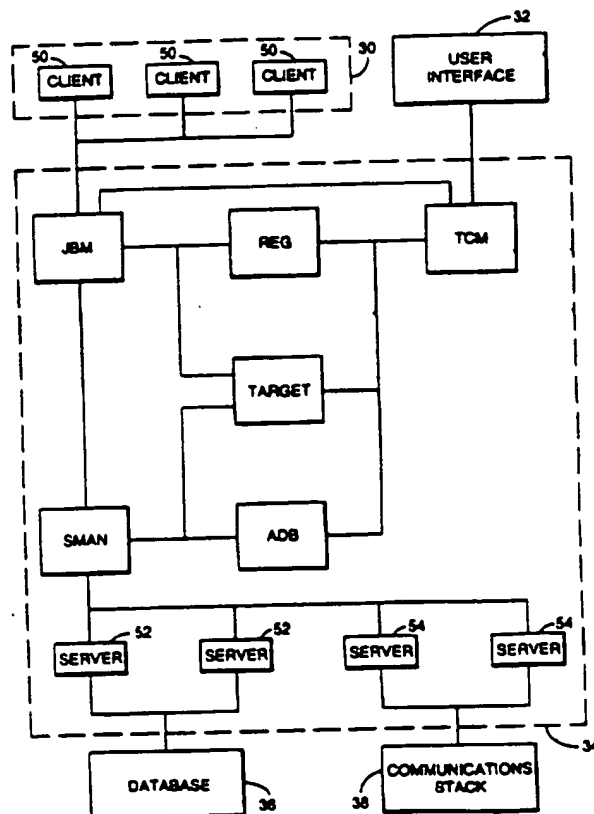 50 50 50 30 32
CLIENT CLIENT CLIENT
USER
INTERFACE
JBM REG TCM
TARGET
SMAN ADB
52 52 54 54
SERVER SERVER SERVER SERVER
34
DATABASE
36 38
COMMUNICATIONS
STACK